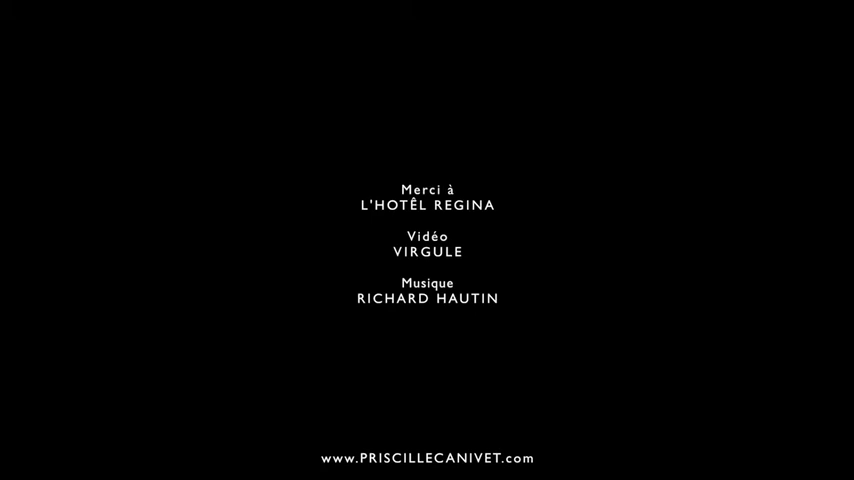 Merci à
L'HOTÊL REGINA
Vidéo
VIRGULE
Musique
RICHARD HAUTIN
www.PRISCILLECANIVET.com